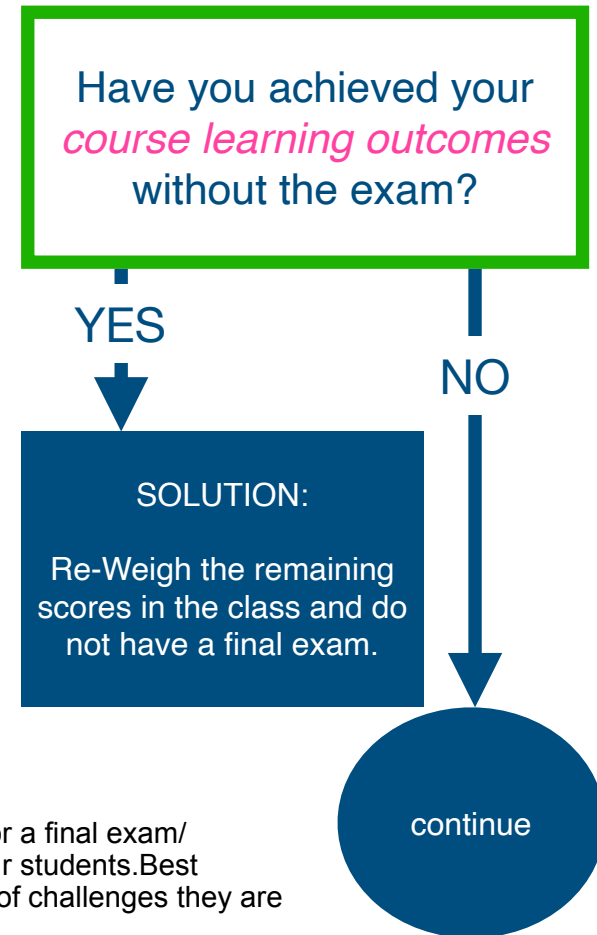 Have you achieved your
course learning outcomes
without the exam?
YES
NO
SOLUTION:
Re-Weigh the remaining
scores in the class and do
not have a final exam.
continue
r a final exam/
r students.Best
of challenges they are